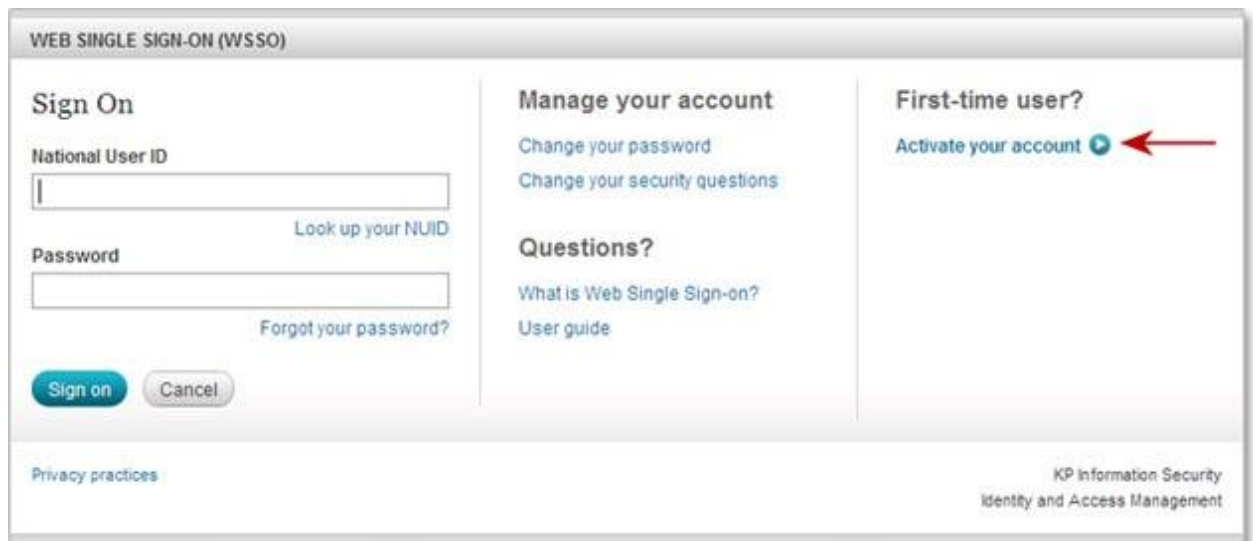 WEB SINGLE SIGN-ON (WSSO)
Sign On
National User ID
Look up your NUID
Password
Forgot your password?
Sign on
Cancel
Manage your account
Change your password
Change your security questions
Questions?
What is Web Single Sign-on?
User guide
First-time user?
Activate your account
Privacy practices
KP Information Security
Identity and Access Management